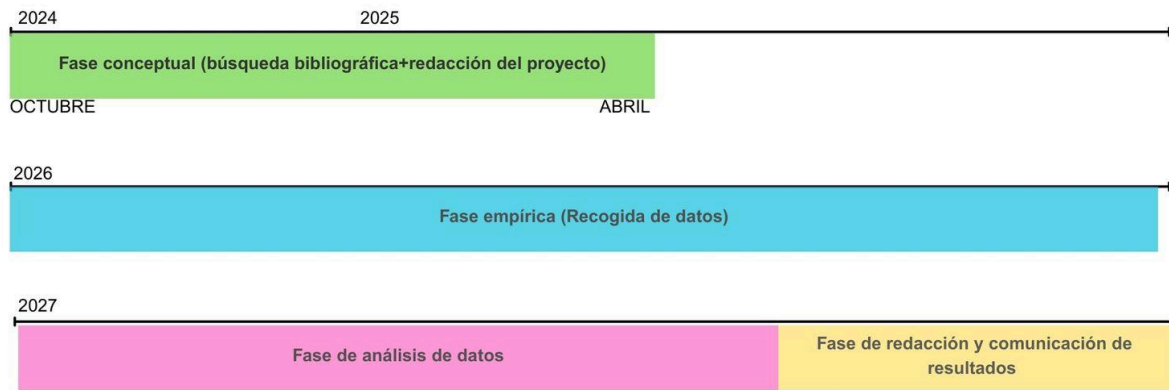 2024 2025
Fase conceptual (búsqueda bibliográfica+redacción del proyecto)
OCTUBRE ABRIL
2026
Fase empírica (Recogida de datos)
2027
Fase de análisis de datos
Fase de redacción y comunicación de
resultados